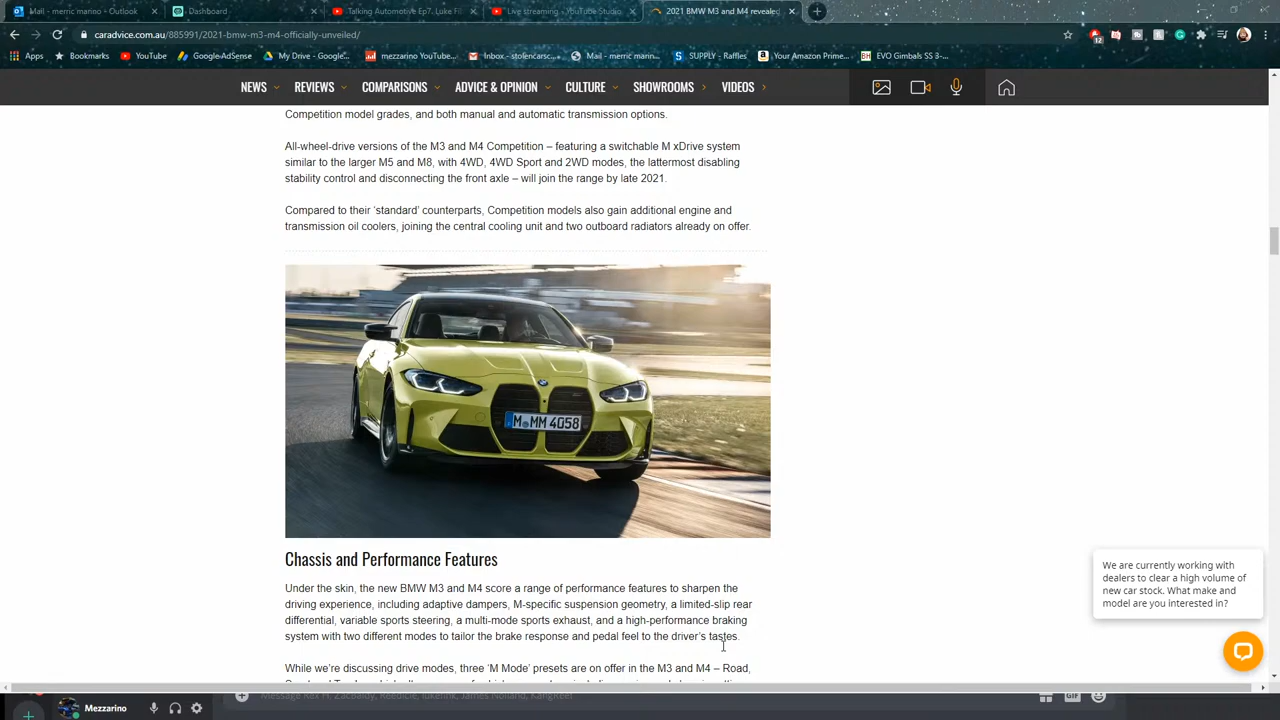 Mail - merric marino - Outlook
Dashboard
Talking Automotive Ep7. Luke Fi
Live streaming - YouTube Studio
2021 BMW M3 and M4 revealed
caradvice.com.au/885991/2021-bmw-m3-m4-officially-unveiled/
12
Apps
Bookmarks
YouTube
My Drive - Google...
Google AdSense
mezzarino YouTube...
Inbox - stolencarsc...
Mail - merric marin...
SUPPLY - Raffles
Your Amazon Prime...
EVO Gimbals SS 3-...
NEWS
REVIEWS
COMPARISONS
ADVICE & OPINION
CULTURE
SHOWROOMS
VIDEOS
Competition model grades, and both manual and automatic transmission options.
All-wheel-drive versions of the M3 and M4 Competition – featuring a switchable M xDrive system
similar to the larger M5 and M8, with 4WD, 4WD Sport and 2WD modes, the lattermost disabling
stability control and disconnecting the front axle – will join the range by late 2021.
Compared to their ‘standard’ counterparts, Competition models also gain additional engine and
transmission oil coolers, joining the central cooling unit and two outboard radiators already on offer.
M MM 4058
Chassis and Performance Features
Under the skin, the new BMW M3 and M4 score a range of performance features to sharpen the
driving experience, including adaptive dampers, M-specific suspension geometry, a limited-slip rear
differential, variable sports steering, a multi-mode sports exhaust, and a high-performance braking
system with two different modes to tailor the brake response and pedal feel to the driver’s tastes.
While we’re discussing drive modes, three ‘M Mode’ presets are on offer in the M3 and M4 – Road,
We are currently working with
dealers to clear a high volume of
new car stock. What make and
model are you interested in?
Mezzarino
Message Rax H, ZacBaldy, Reedicle, lukefink, James Holland, KangReef
GIF